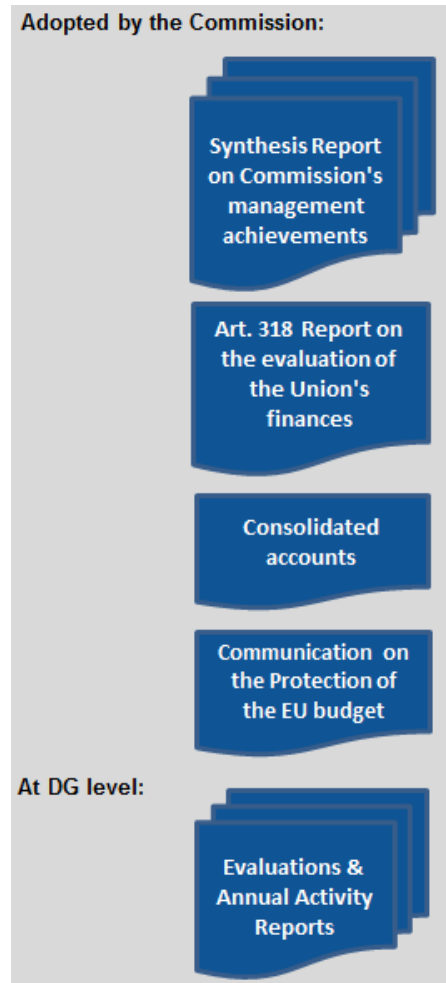 Adopted by the Commission:
Synthesis Report
on Commission's
management
achievements
Art. 318 Report on
the evaluation of
the Union's
finances
Consolidated
accounts
Communication on
the Protection of
the EU budget
At DG level:
Evaluations &
Annual Activity
Reports